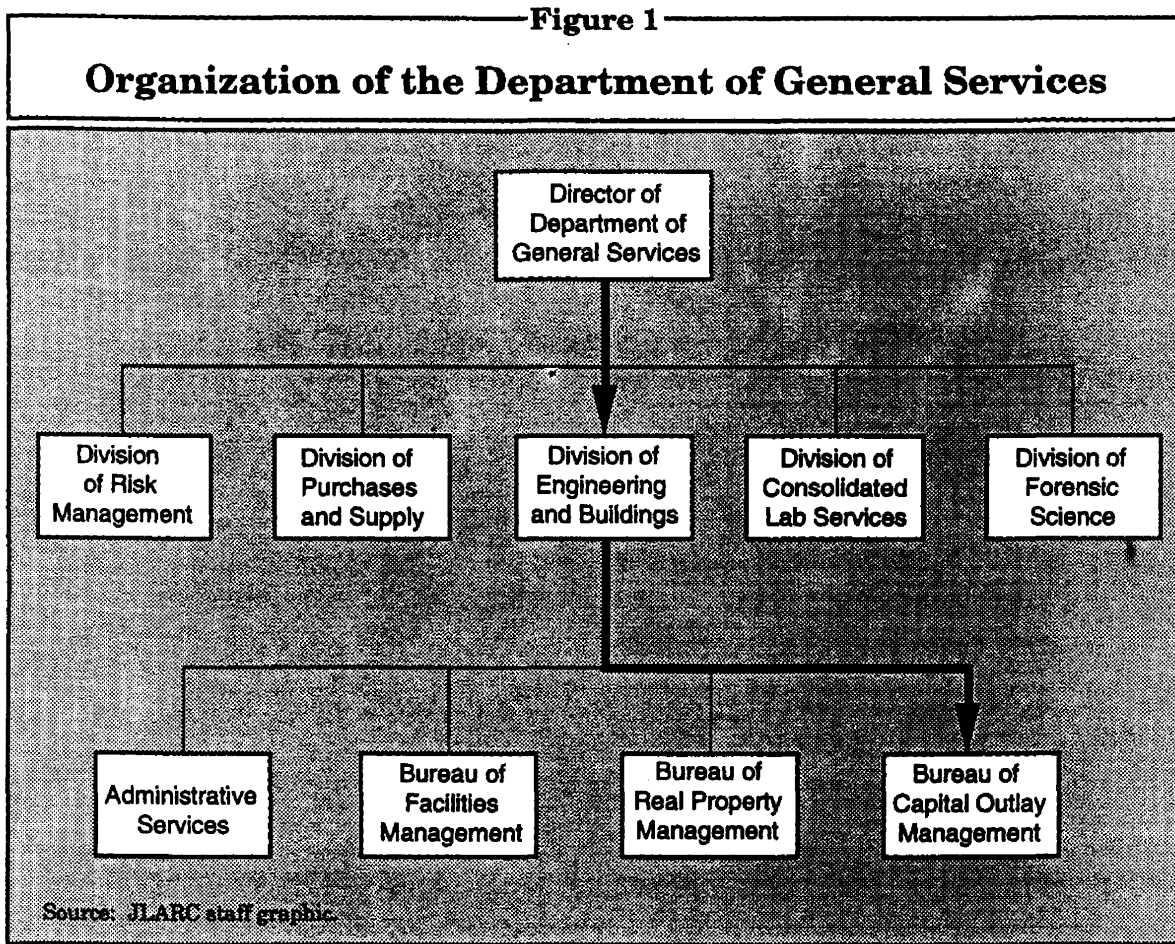 Figure 1
Organization of the Department of General Services
Director of
Department of
General Services
Division
of Risk
Management
Division of
Purchases
and Supply
Division of
Engineering
and Buildings
Division of
Consolidated
Lab Services
Division of
Forensic
Science
Administrative
Services
Bureau of
Facilities
Management
Bureau of
Real Property
Management
Bureau of
Capital Outlay
Management
Source: JLARC staff graphic.